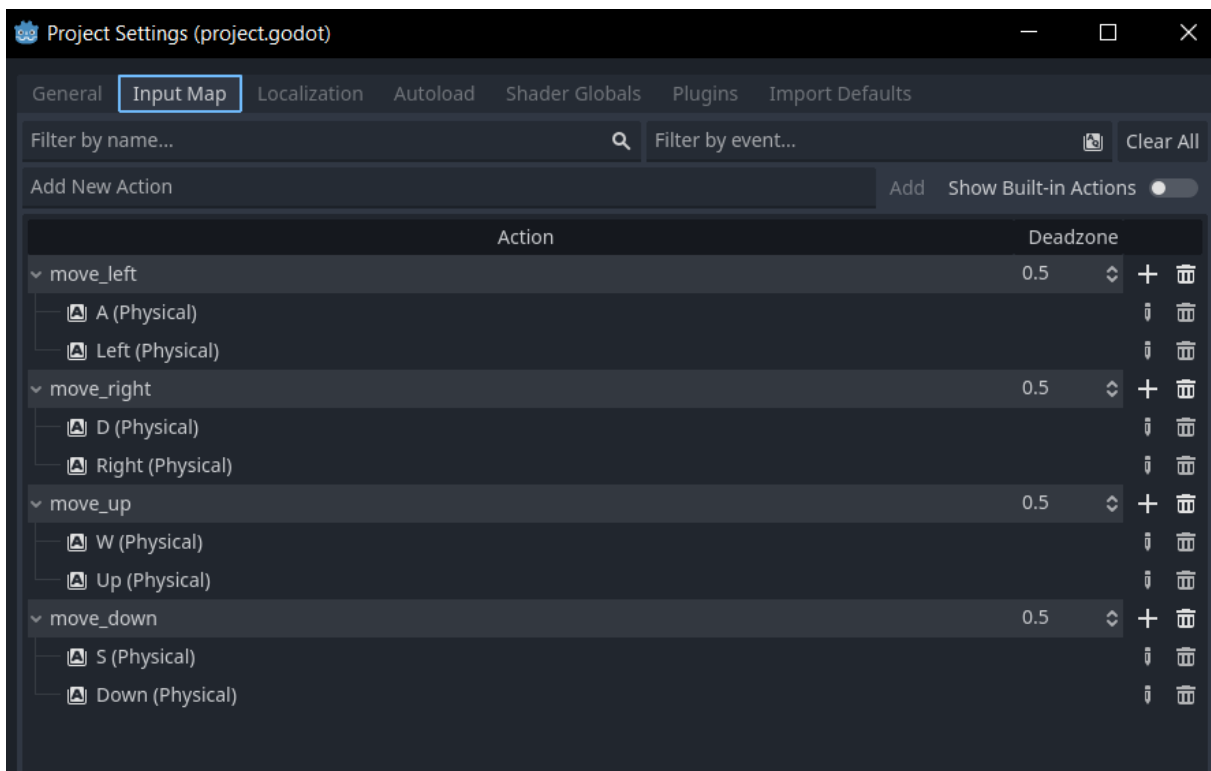 Project Settings (project.godot)
General Input Map Localization Autoload Shader Globals Plugins Import Defaults
Filter by name... Filter by event... Clear All
Add New Action Add Show Built-in Actions
Action Deadzone
move_left 0.5
A (Physical)
Left (Physical)
move_right 0.5
D (Physical)
Right (Physical)
move_up 0.5
W (Physical)
Up (Physical)
move_down 0.5
S (Physical)
Down (Physical)